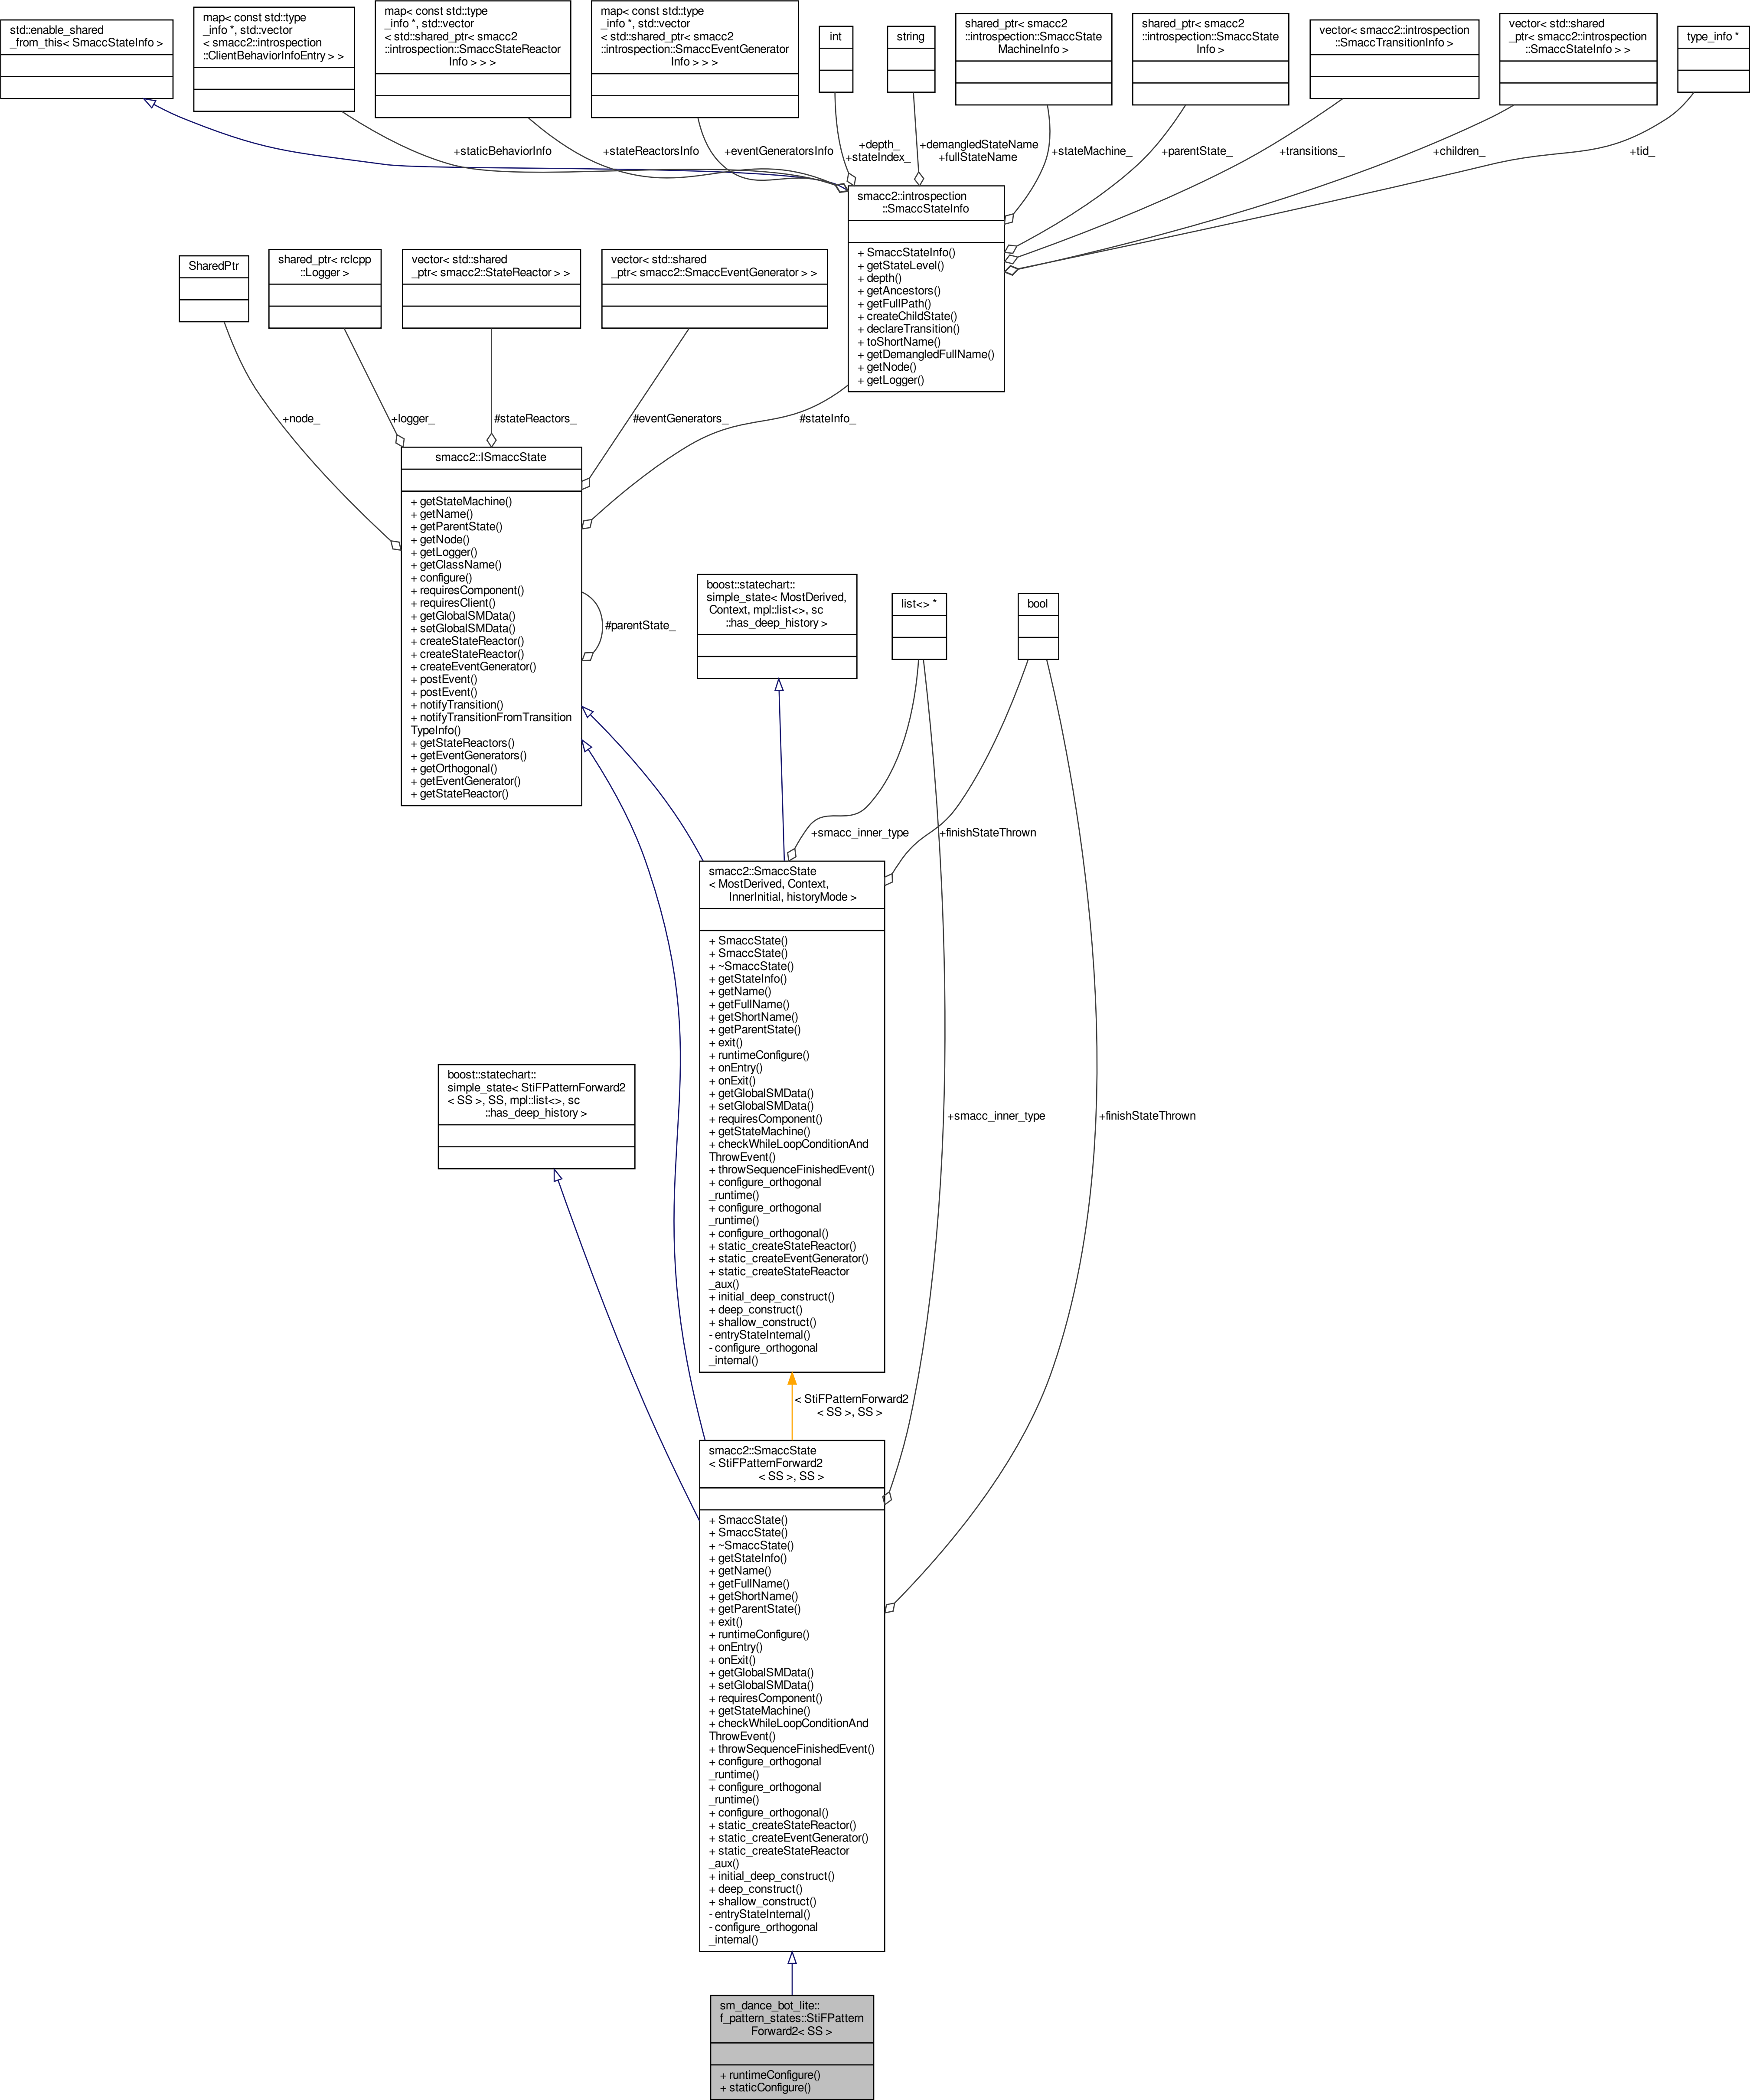 std::enable_shared
_from_this< SmaccStateInfo >
map< const std::type
_info *, std::vector
< smacc2::introspection
::ClientBehaviorInfoEntry > >
map< const std::type
_info *, std::vector
< std::shared_ptr< smacc2
::introspection::SmaccStateReactor
Info > > >
map< const std::type
_info *, std::vector
< std::shared_ptr< smacc2
::introspection::SmaccEventGenerator
Info > > >
int
string
shared_ptr< smacc2
::introspection::SmaccState
MachineInfo >
shared_ptr< smacc2
::introspection::SmaccState
Info >
vector< smacc2::introspection
::SmaccTransitionInfo >
vector< std::shared
_ptr< smacc2::introspection
::SmaccStateInfo > >
type_info *
+staticBehaviorInfo
+stateReactorsInfo
+eventGeneratorsInfo
+depth_
+stateIndex_
+demangledStateName
+fullStateName
+stateMachine_
+parentState_
+transitions_
+children_
+tid_
smacc2::introspection
::SmaccStateInfo
+ SmaccStateInfo()
+ getStateLevel()
+ depth()
+ getAncestors()
+ getFullPath()
+ createChildState()
+ declareTransition()
+ toShortName()
+ getDemangledFullName()
+ getNode()
+ getLogger()
SharedPtr
shared_ptr< rclcpp
::Logger >
vector< std::shared
_ptr< smacc2::StateReactor > >
vector< std::shared
_ptr< smacc2::SmaccEventGenerator > >
+node_
+logger_
#stateReactors_
#eventGenerators_
#stateInfo_
smacc2::ISmaccState
+ getStateMachine()
+ getName()
+ getParentState()
+ getNode()
+ getLogger()
+ getClassName()
+ configure()
+ requiresComponent()
+ requiresClient()
+ getGlobalSMData()
+ setGlobalSMData()
+ createStateReactor()
+ createStateReactor()
+ createEventGenerator()
+ postEvent()
+ postEvent()
+ notifyTransition()
+ notifyTransitionFromTransition
TypeInfo()
+ getStateReactors()
+ getEventGenerators()
+ getOrthogonal()
+ getEventGenerator()
+ getStateReactor()
#parentState_
boost::statechart::
simple_state< MostDerived,
Context, mpl::list<>, sc
::has_deep_history >
list<> *
bool
+smacc_inner_type
+finishStateThrown
smacc2::SmaccState
< MostDerived, Context,
InnerInitial, historyMode >
+ SmaccState()
+ SmaccState()
+ ~SmaccState()
+ getStateInfo()
+ getName()
+ getFullName()
+ getShortName()
+ getParentState()
+ exit()
+ runtimeConfigure()
+ onEntry()
+ onExit()
+ getGlobalSMData()
+ setGlobalSMData()
+ requiresComponent()
+ getStateMachine()
+ checkWhileLoopConditionAnd
ThrowEvent()
+ throwSequenceFinishedEvent()
+ configure_orthogonal
_runtime()
+ configure_orthogonal
_runtime()
+ configure_orthogonal()
+ static_createStateReactor()
+ static_createEventGenerator()
+ static_createStateReactor
_aux()
+ initial_deep_construct()
+ deep_construct()
+ shallow_construct()
- entryStateInternal()
- configure_orthogonal
_internal()
boost::statechart::
simple_state< StiFPatternForward2
< SS >, SS, mpl::list<>, sc
::has_deep_history >
+smacc_inner_type
+finishStateThrown
< StiFPatternForward2
< SS >, SS >
smacc2::SmaccState
< StiFPatternForward2
< SS >, SS >
+ SmaccState()
+ SmaccState()
+ ~SmaccState()
+ getStateInfo()
+ getName()
+ getFullName()
+ getShortName()
+ getParentState()
+ exit()
+ runtimeConfigure()
+ onEntry()
+ onExit()
+ getGlobalSMData()
+ setGlobalSMData()
+ requiresComponent()
+ getStateMachine()
+ checkWhileLoopConditionAnd
ThrowEvent()
+ throwSequenceFinishedEvent()
+ configure_orthogonal
_runtime()
+ configure_orthogonal
_runtime()
+ configure_orthogonal()
+ static_createStateReactor()
+ static_createEventGenerator()
+ static_createStateReactor
_aux()
+ initial_deep_construct()
+ deep_construct()
+ shallow_construct()
- entryStateInternal()
- configure_orthogonal
_internal()
sm_dance_bot_lite::
f_pattern_states::StiFPattern
Forward2< SS >
+ runtimeConfigure()
+ staticConfigure()